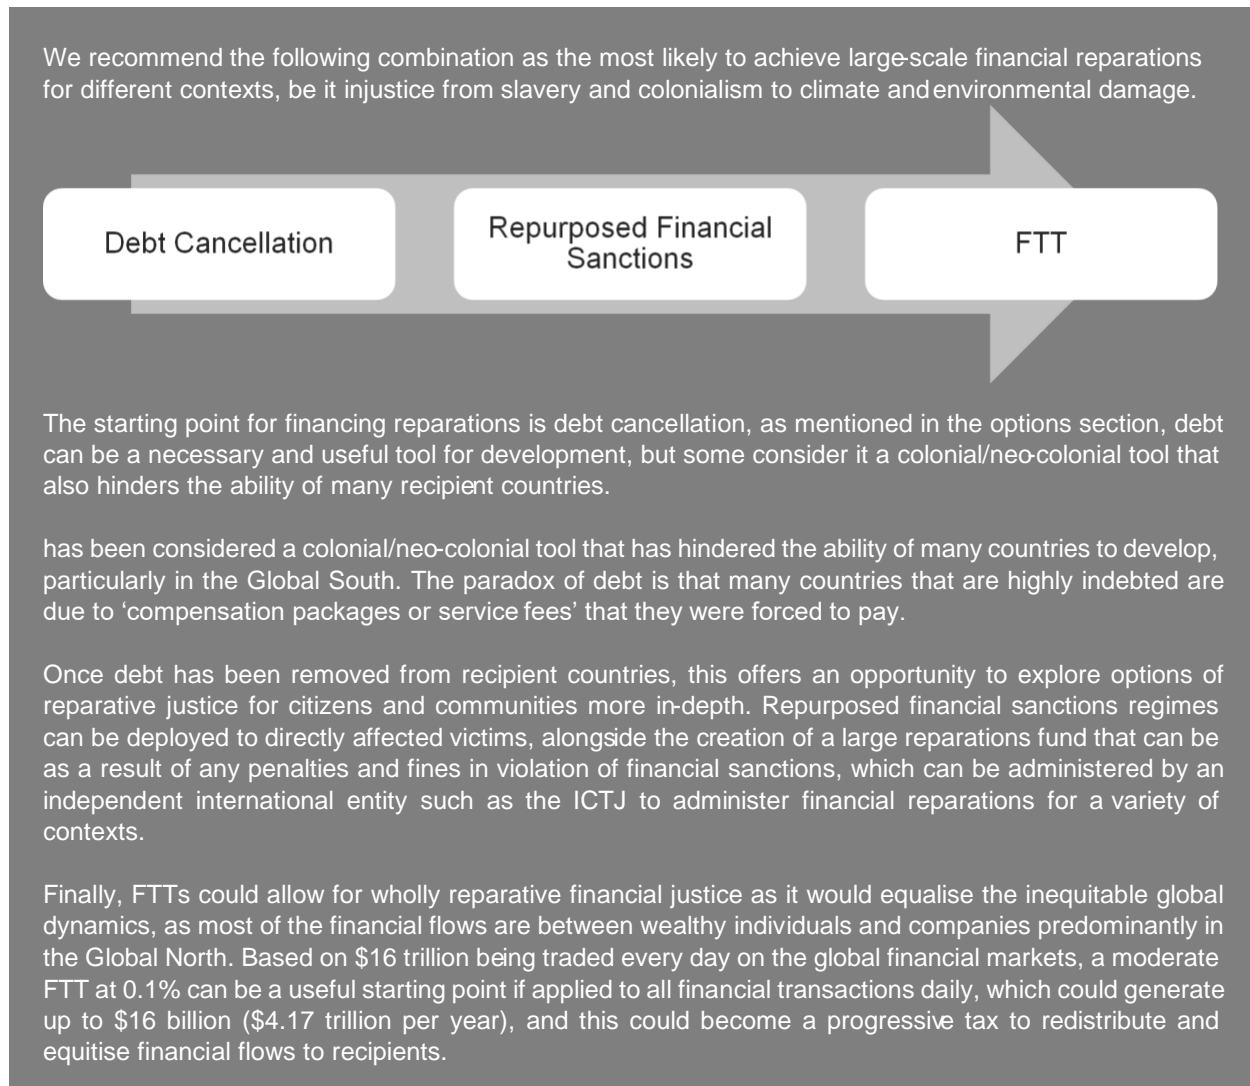 We recommend the following combination as the most likely to achieve large-scale financial reparations
for different contexts, be it injustice from slavery and colonialism to climate and environmental damage.
Debt Cancellation
Repurposed Financial
Sanctions
FTT
The starting point for financing reparations is debt cancellation, as mentioned in the options section, debt
can be a necessary and useful tool for development, but some consider it a colonial/neo-colonial tool that
also hinders the ability of many recipient countries.
has been considered a colonial/neo-colonial tool that has hindered the ability of many countries to develop,
particularly in the Global South. The paradox of debt is that many countries that are highly indebted are
due to ‘compensation packages or service fees’ that they were forced to pay.
Once debt has been removed from recipient countries, this offers an opportunity to explore options of
reparative justice for citizens and communities more in-depth. Repurposed financial sanctions regimes
can be deployed to directly affected victims, alongside the creation of a large reparations fund that can be
as a result of any penalties and fines in violation of financial sanctions, which can be administered by an
independent international entity such as the ICTJ to administer financial reparations for a variety of
contexts.
Finally, FTTs could allow for wholly reparative financial justice as it would equalise the inequitable global
dynamics, as most of the financial flows are between wealthy individuals and companies predominantly in
the Global North. Based on $16 trillion being traded every day on the global financial markets, a moderate
FTT at 0.1% can be a useful starting point if applied to all financial transactions daily, which could generate
up to $16 billion ($4.17 trillion per year), and this could become a progressive tax to redistribute and
equitise financial flows to recipients.